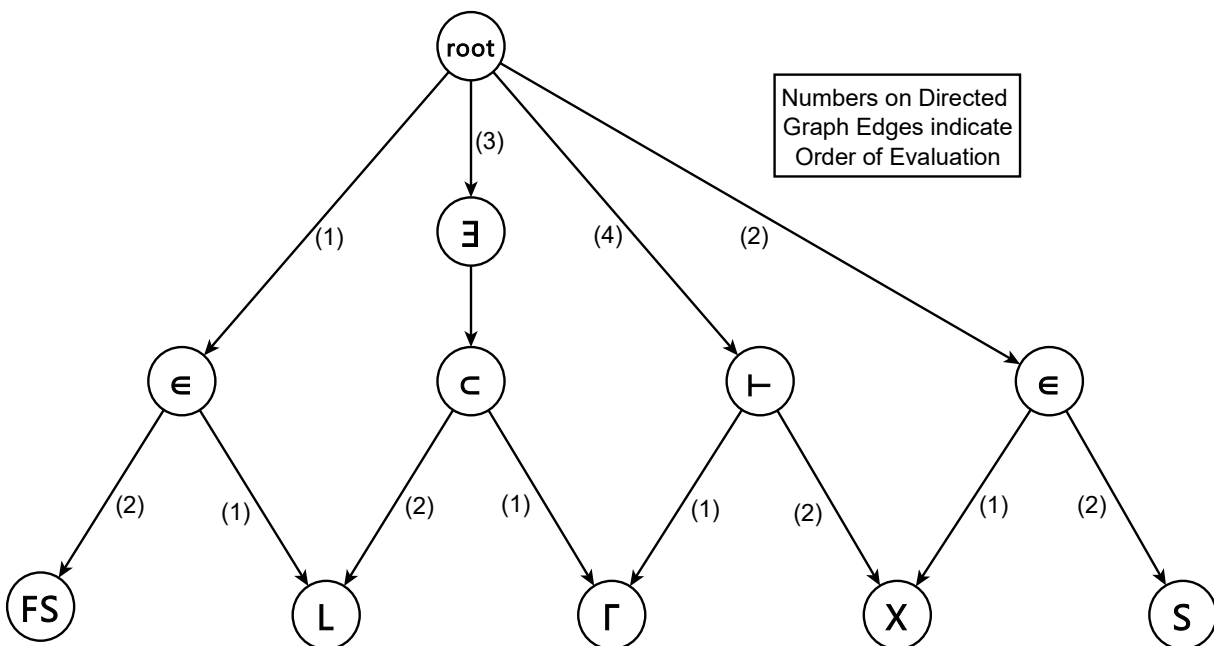 root
Numbers on Directed
Graph Edges indicate
Order of Evaluation
(3)
(1)
∃
(4)
(2)
∈
⊂
⊢
∈
(2)
(1)
(2)
(1)
(1)
(2)
(1)
(2)
FS
L
Γ
X
S